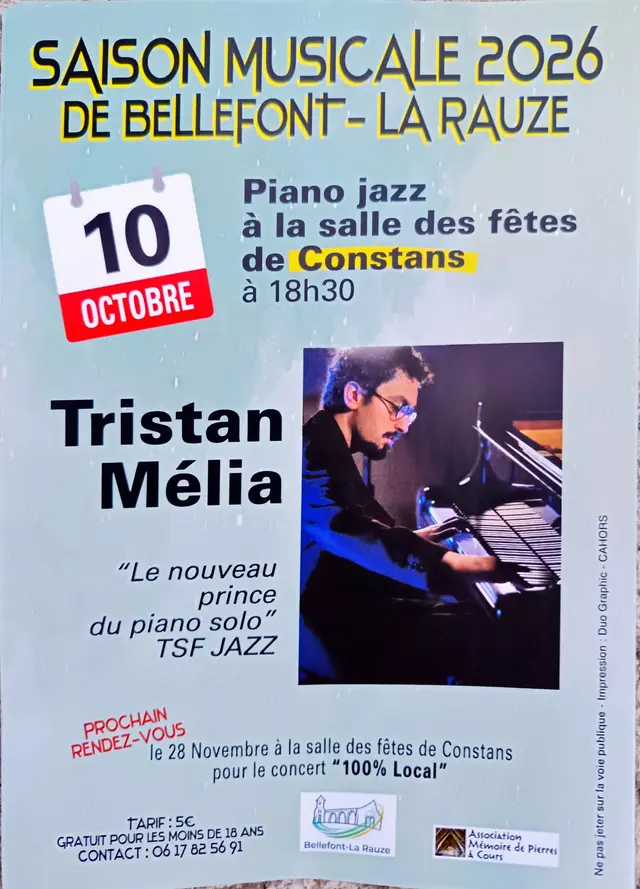 SAISON MUSICALE 2026
DE BELLEFONT - LA RAUZE
10
OCTOBRE
Piano jazz
à la salle des fêtes
de Constans
à 18h30
Tristan
Mélia
"Le nouveau
prince
du piano solo"
TSF JAZZ
PROCHAIN
RENDEZ-VOUS
le 28 Novembre à la salle des fêtes de Constans
pour le concert "100% Local"
TARIF : 5€
GRATUIT POUR LES MOINS DE 18 ANS
CONTACT : 06 17 82 56 91
Bellefont-La Rauze
Association
Mémoire de Pierres
à Cours
Ne pas jeter sur la voie publique - Impression : Duo Graphic - CAHORS